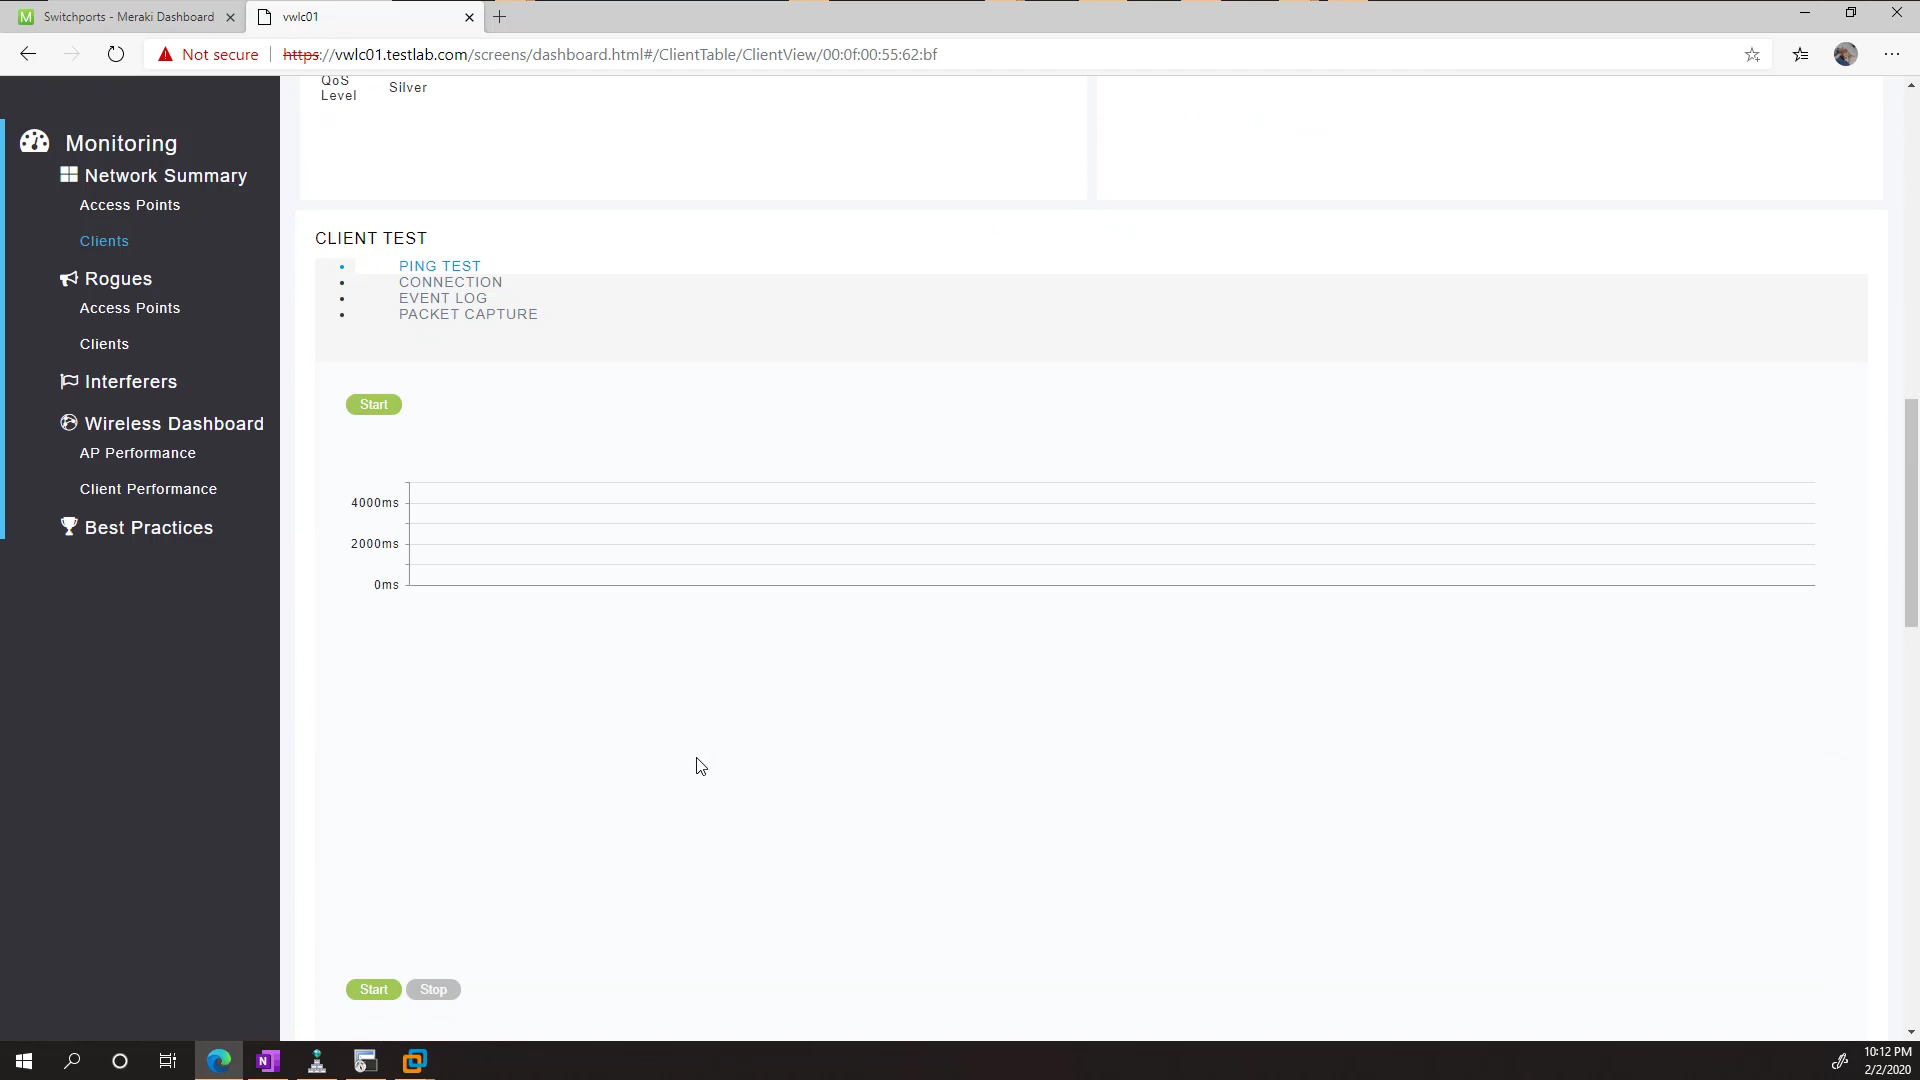 Switchports - Meraki Dashboard
vwlc01
Not secure
https://vwlc01.testlab.com/screens/dashboard.html#/ClientTable/ClientView/00:0f:00:55:62:bf
QoS
Level
Silver
Monitoring
Network Summary
Access Points
Clients
Rogues
Access Points
Clients
Interferers
Wireless Dashboard
AP Performance
Client Performance
Best Practices
CLIENT TEST
PING TEST
CONNECTION
EVENT LOG
PACKET CAPTURE
Start
4000ms
2000ms
0ms
Start Stop
10:12 PM
2/2/2020